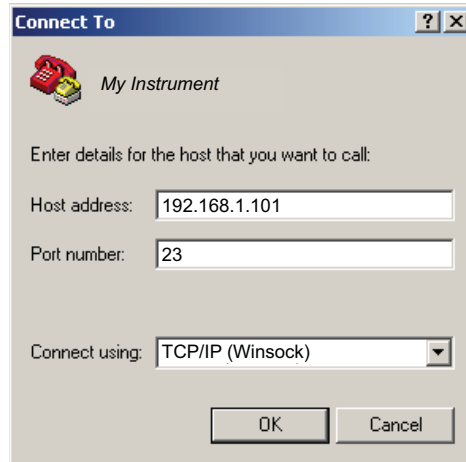 Connect To
My Instrument
Enter details for the host that you want to call:
Host address: 192.168.1.101
Port number: 23
Connect using: TCP/IP (Winsock)
OK Cancel